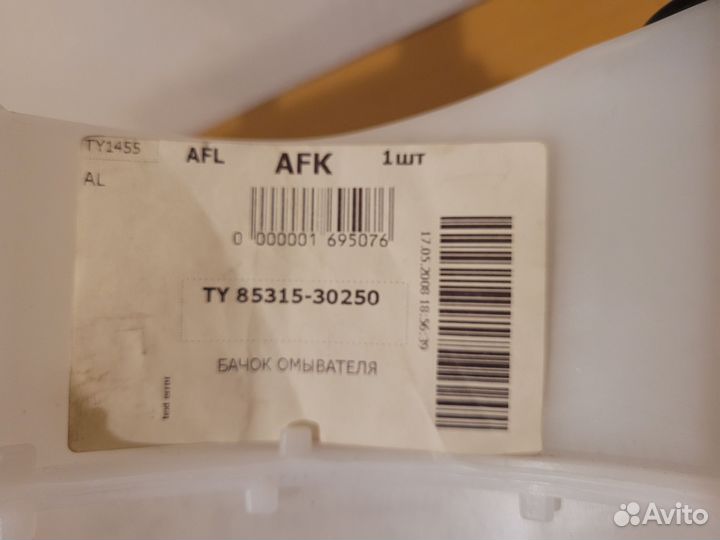 TY1455 AFL AFK 1шт
AL
0 000001 695076
17.05.2008 18:56:39
TY 85315-30250
БАЧОК ОМЫВАТЕЛЯ
Avito